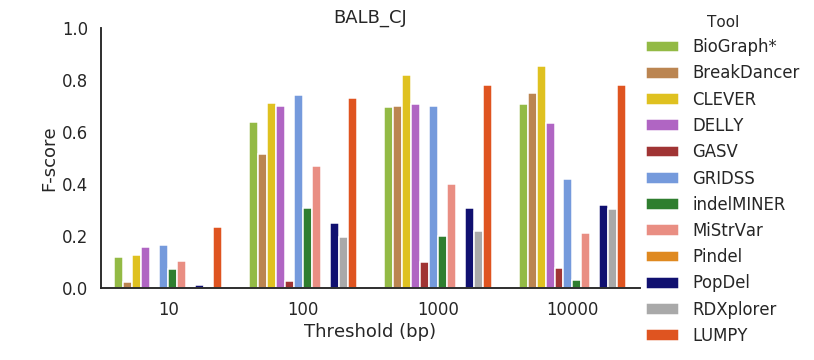 BALB_CJ
F-score
1.0
0.8
0.6
0.4
0.2
0.0
10
100
1000
10000
Threshold (bp)
Tool
BioGraph*
BreakDancer
CLEVER
DELLY
GASV
GRIDSS
indelMINER
MiStrVar
Pindel
PopDel
RDXplorer
LUMPY